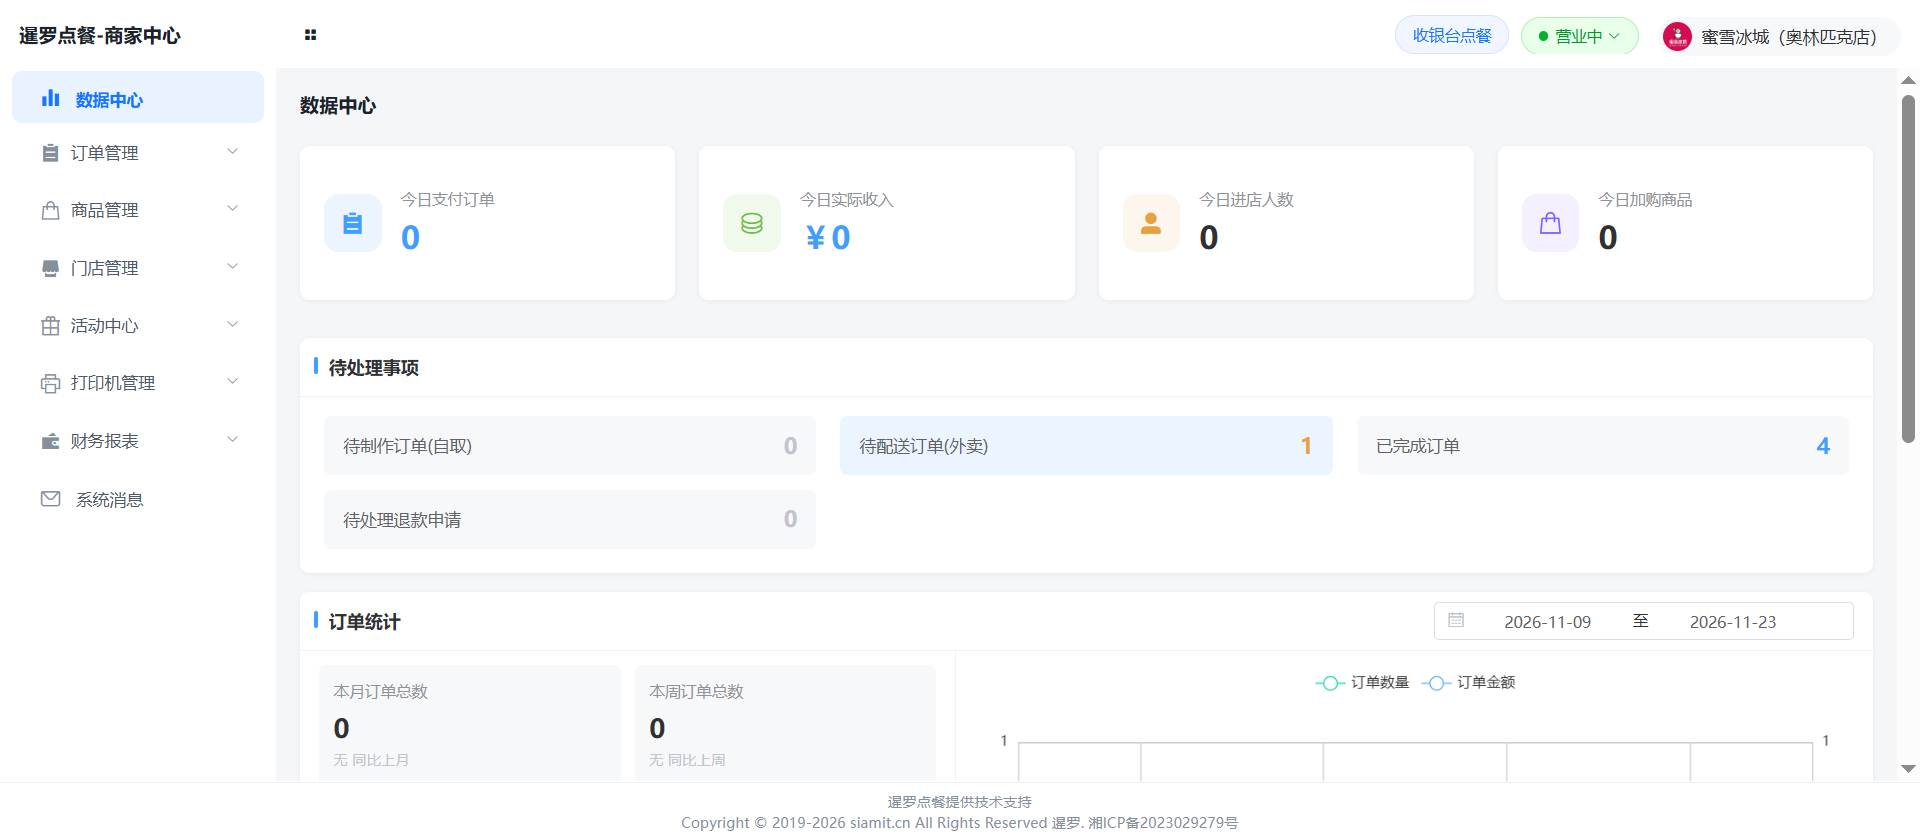 暹罗点餐-商家中心
收银台点餐
营业中
蜜雪冰城（奥林匹克店）
数据中心
订单管理
商品管理
门店管理
活动中心
打印机管理
财务报表
系统消息
数据中心
今日支付订单
0
今日实际收入
¥0
今日进店人数
0
今日加购商品
0
待处理事项
待制作订单(自取) 0
待配送订单(外卖) 1
已完成订单 4
待处理退款申请 0
订单统计
2026-11-09 至 2026-11-23
本月订单总数
0
无 同比上月
本周订单总数
0
无 同比上周
订单数量 订单金额
1 1
暹罗点餐提供技术支持
Copyright © 2019-2026 siamit.cn All Rights Reserved 暹罗. 湘ICP备2023029279号